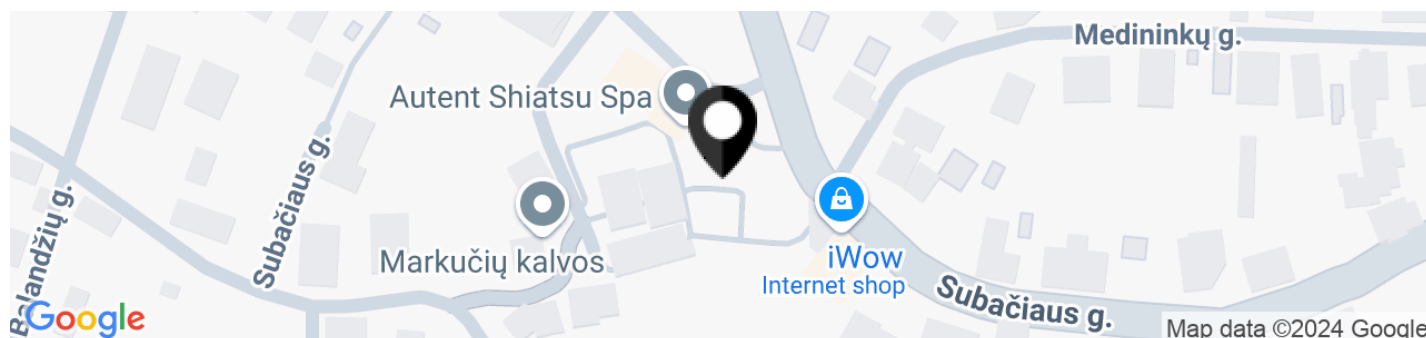 Medininkų g.
Autent Shiatsu Spa
Subačiaus g.
Balandžių g.
Markučių kalvos
iWow
Internet shop
Subačiaus g.
Google
Map data ©2024 Google